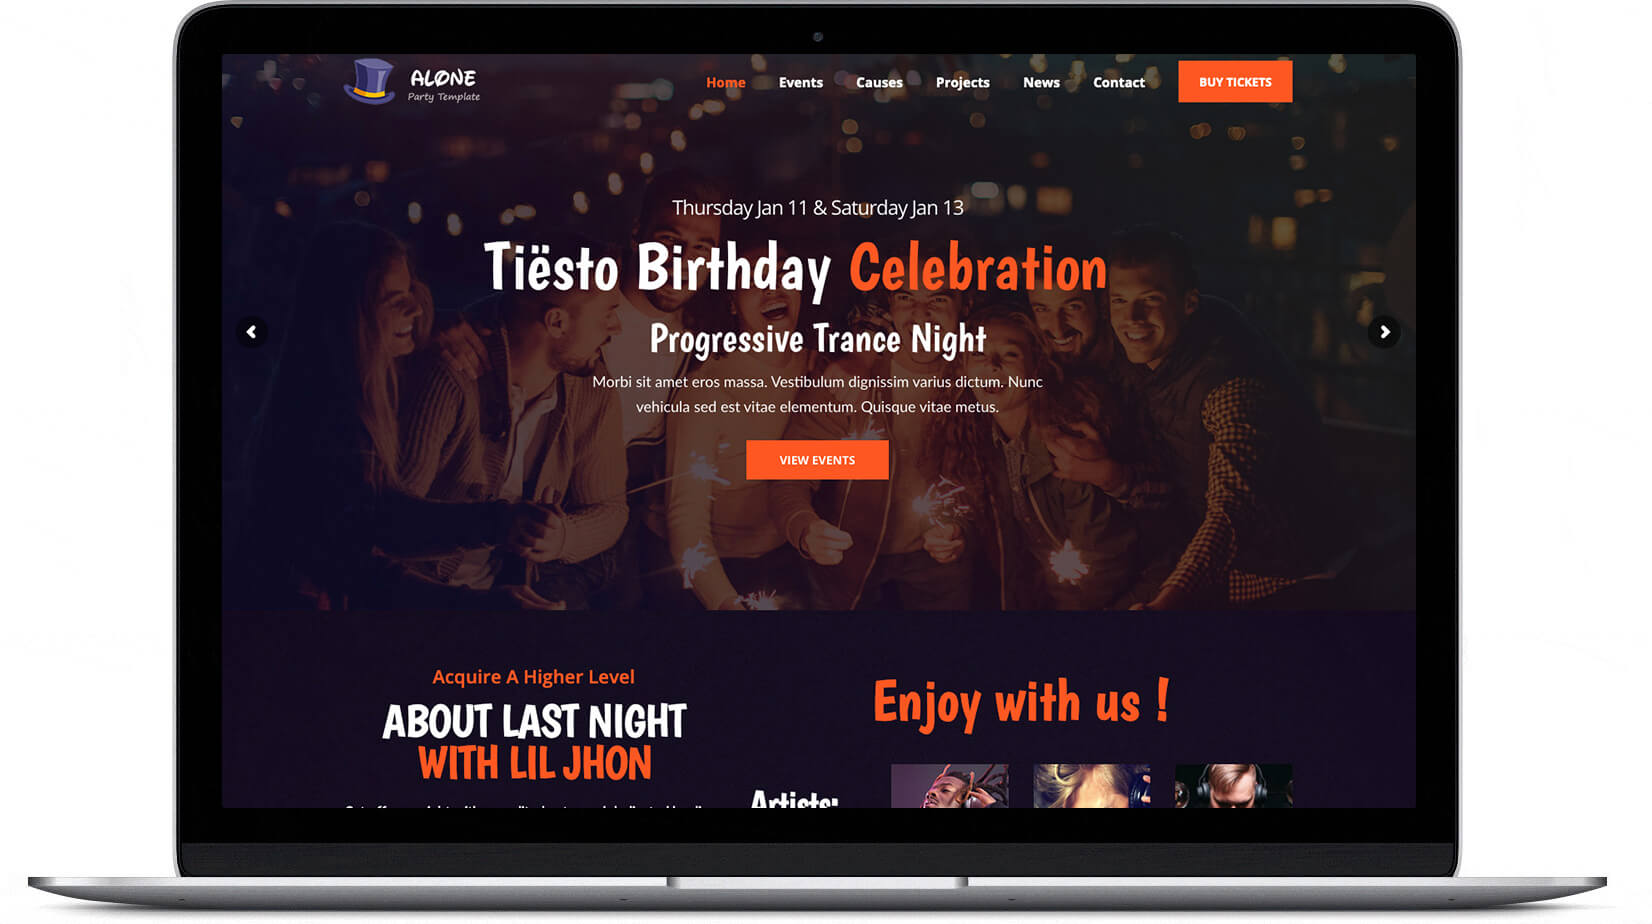 ALØNE
Party Template
Home Events Causes Projects News Contact BUY TICKETS
Thursday Jan 11 & Saturday Jan 13
Tiësto Birthday Celebration
Progressive Trance Night
Morbi sit amet eros massa. Vestibulum dignissim varius dictum. Nunc
vehicula sed est vitae elementum. Quisque vitae metus.
VIEW EVENTS
Acquire A Higher Level
ABOUT LAST NIGHT
WITH LIL JHON
Enjoy with us !
Artists: